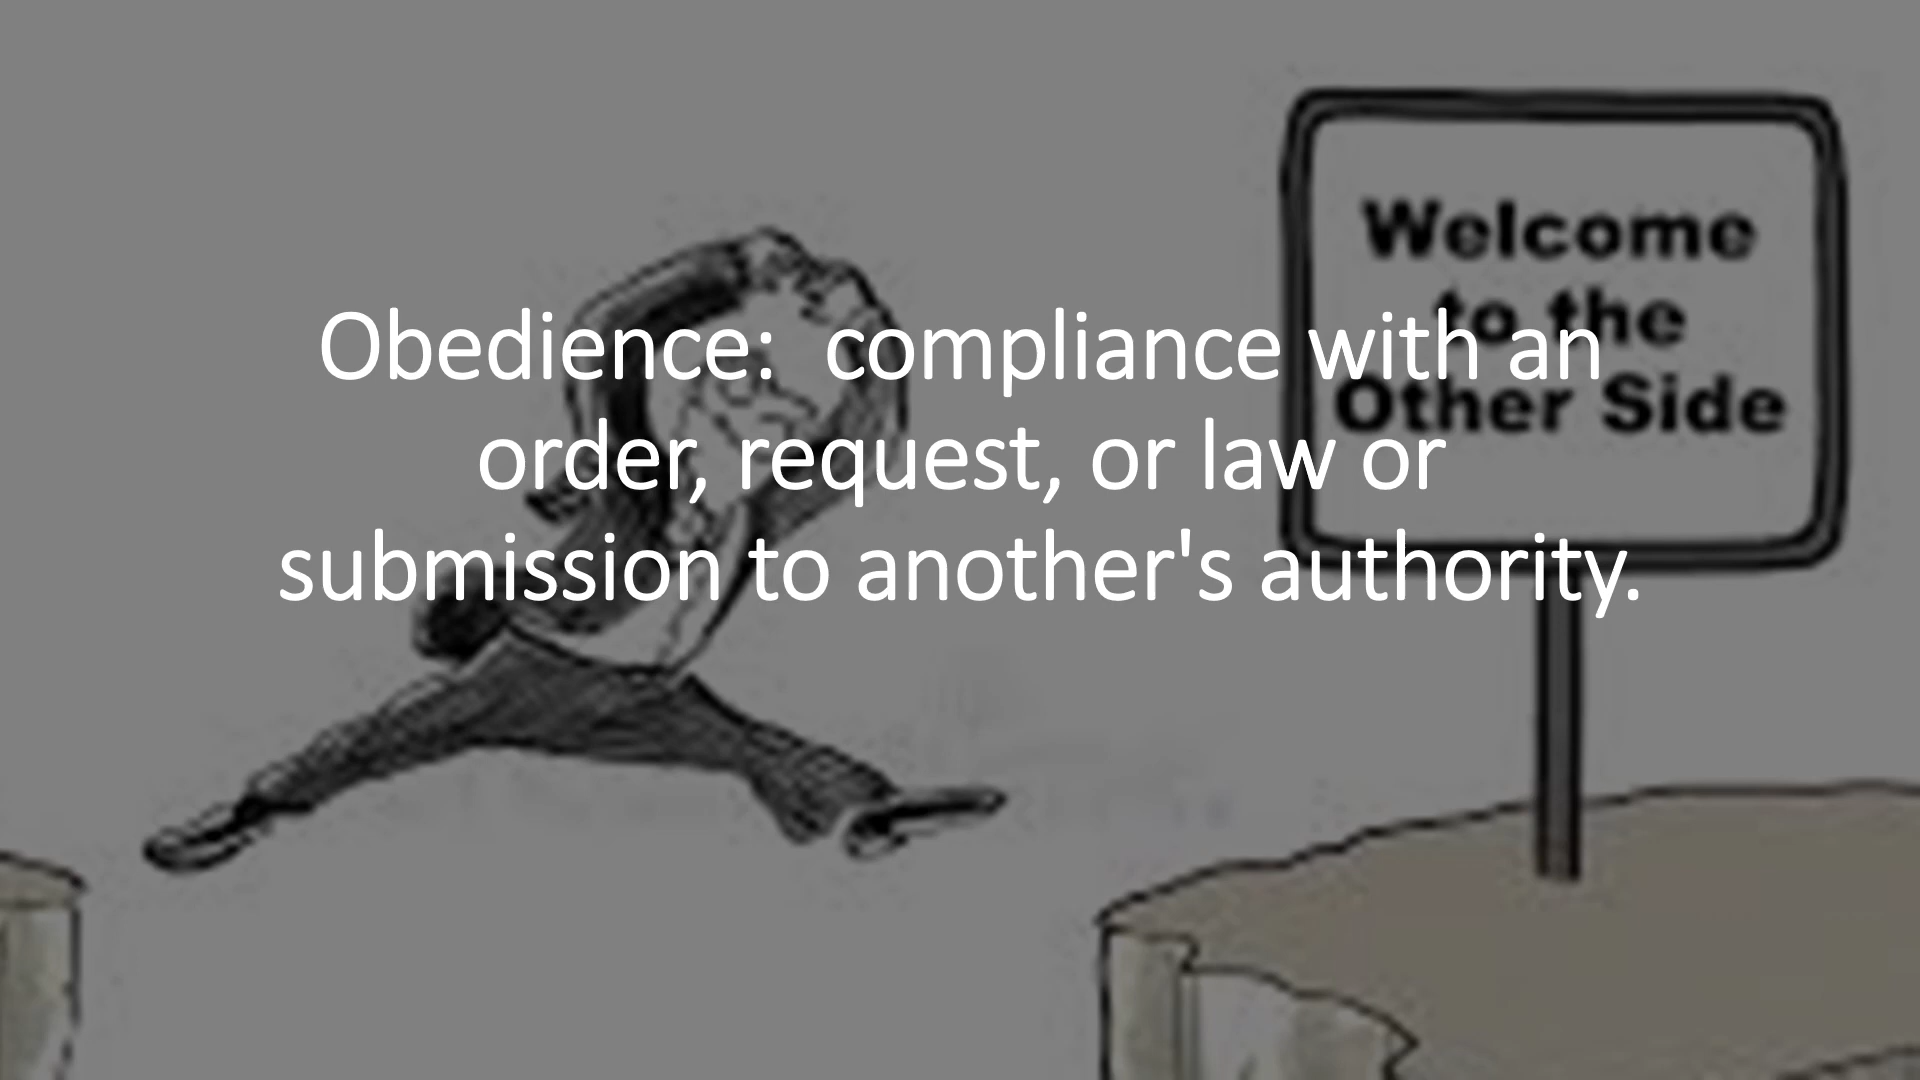 Welcome
to the
Other Side
Obedience:  compliance with an
order, request, or law or
submission to another's authority.